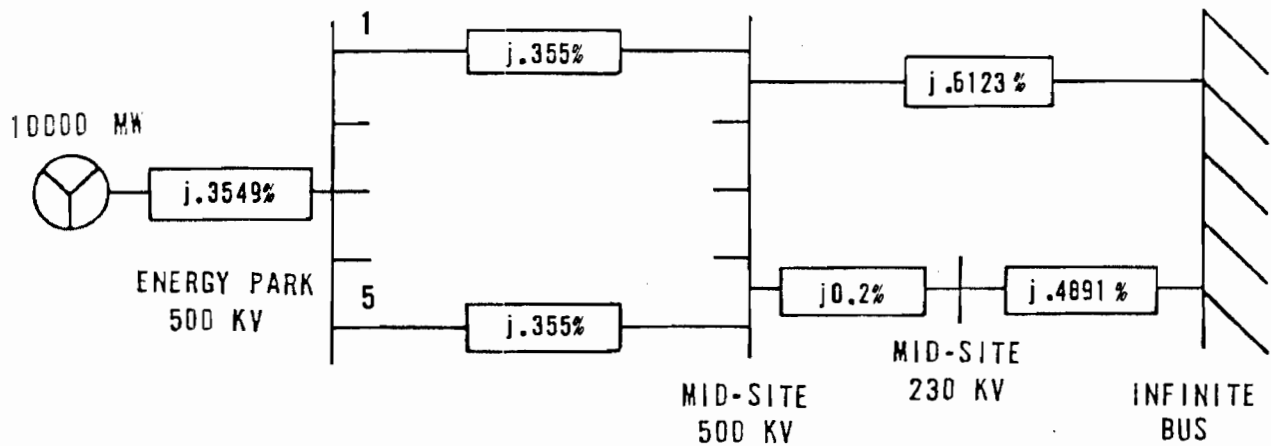 1
j.355%
j.6123%
10000 MW
j.3549%
ENERGY PARK
500 KV
5
j.355%
j0.2%
j.4891%
MID-SITE
230 KV
MID-SITE
500 KV
INFINITE
BUS